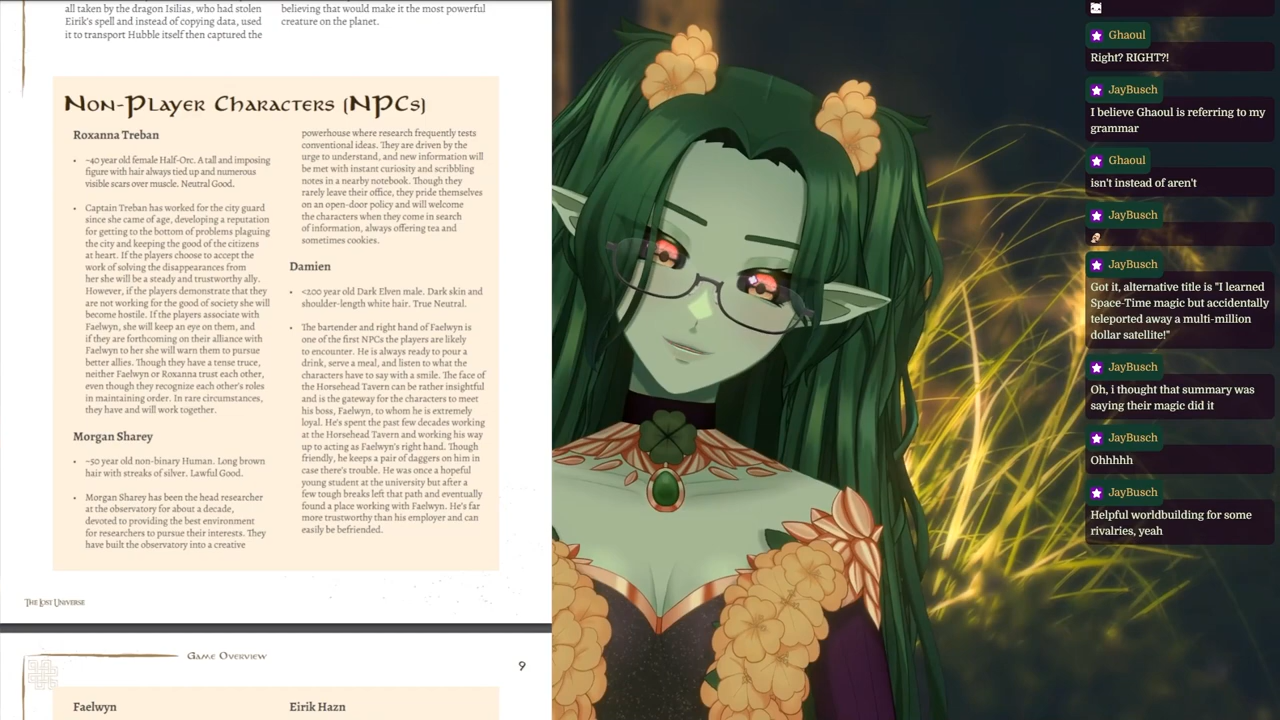 all taken by the dragon Isilias, who had stolen
Eirik's spell and instead of copying data, used
it to transport Hubble itself then captured the
believing that would make it the most powerful
creature on the planet.
Non-Player Characters (NPCs)
Roxanna Treban
• ~40 year old female Half-Orc. A tall and imposing
figure with hair always tied up and numerous
visible scars over muscle. Neutral Good.
• Captain Treban has worked for the city guard
since she came of age, developing a reputation
for getting to the bottom of problems plaguing
the city and keeping the good of the citizens
at heart. If the players choose to accept the
work of solving the disappearances from
her she will be a steady and trustworthy ally.
However, if the players demonstrate that they
are not working for the good of society she will
become hostile. If the players associate with
Faelwyn, she will keep an eye on them, and
if they are forthcoming on their alliance with
Faelwyn to her she will warn them to pursue
better allies. Though they have a tense truce,
neither Faelwyn or Roxanna trust each other,
even though they recognize each other's roles
in maintaining order. In rare circumstances,
they have and will work together.
Morgan Sharey
• ~50 year old non-binary Human. Long brown
hair with streaks of silver. Lawful Good.
• Morgan Sharey has been the head researcher
at the observatory for about a decade,
devoted to providing the best environment
for researchers to pursue their interests. They
have built the observatory into a creative
powerhouse where research frequently tests
conventional ideas. They are driven by the
urge to understand, and new information will
be met with instant curiosity and scribbling
notes in a nearby notebook. Though they
rarely leave their office, they pride themselves
on an open-door policy and will welcome
the characters when they come in search
of information, always offering tea and
sometimes cookies.
Damien
• <200 year old Dark Elven male. Dark skin and
shoulder-length white hair. True Neutral.
• The bartender and right hand of Faelwyn is
one of the first NPCs the players are likely
to encounter. He is always ready to pour a
drink, serve a meal, and listen to what the
characters have to say with a smile. The face of
the Horsehead Tavern can be rather insightful
and is the gateway for the characters to meet
his boss, Faelwyn, to whom he is extremely
loyal. He's spent the past few decades working
at the Horsehead Tavern and working his way
up to acting as Faelwyn's right hand. Though
friendly, he keeps a pair of daggers on him in
case there's trouble. He was once a hopeful
young student at the university but after a
few tough breaks left that path and eventually
found a place working with Faelwyn. He's far
more trustworthy than his employer and can
easily be befriended.
The Lost Universe
Game Overview
9
Faelwyn
Eirik Hazn
Ghaoul
Right? RIGHT?!
JayBusch
I believe Ghaoul is referring to my
grammar
Ghaoul
isn't instead of aren't
JayBusch
JayBusch
Got it, alternative title is "I learned
Space-Time magic but accidentally
teleported away a multi-million
dollar satellite!"
JayBusch
Oh, i thought that summary was
saying their magic did it
JayBusch
Ohhhhh
JayBusch
Helpful worldbuilding for some
rivalries, yeah